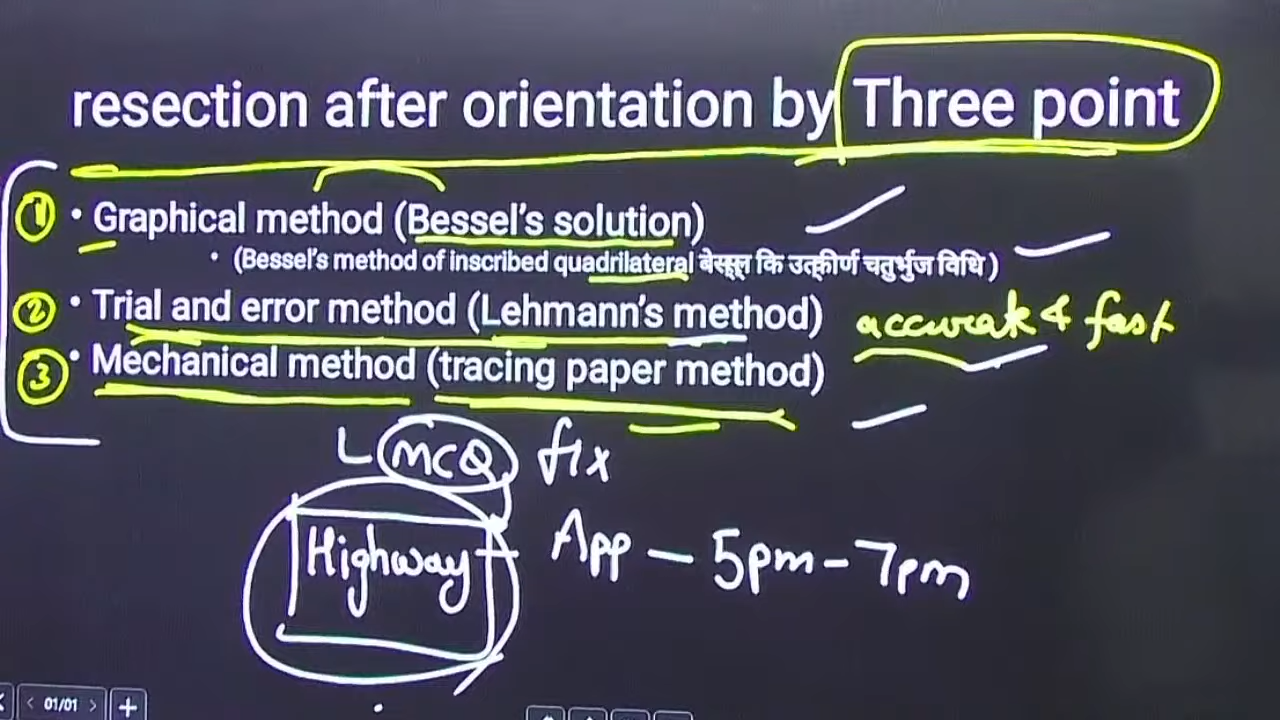 resection after orientation by Three point
① • Graphical method (Bessel's solution)
• (Bessel's method of inscribed quadrilateral बेसूल कि उत्कीर्ण चतुर्भुज विधि )
② • Trial and error method (Lehmann's method) accurate & fast
③ • Mechanical method (tracing paper method)
MCQ fix
Highway App – 5pm – 7pm
< 01/01 > +